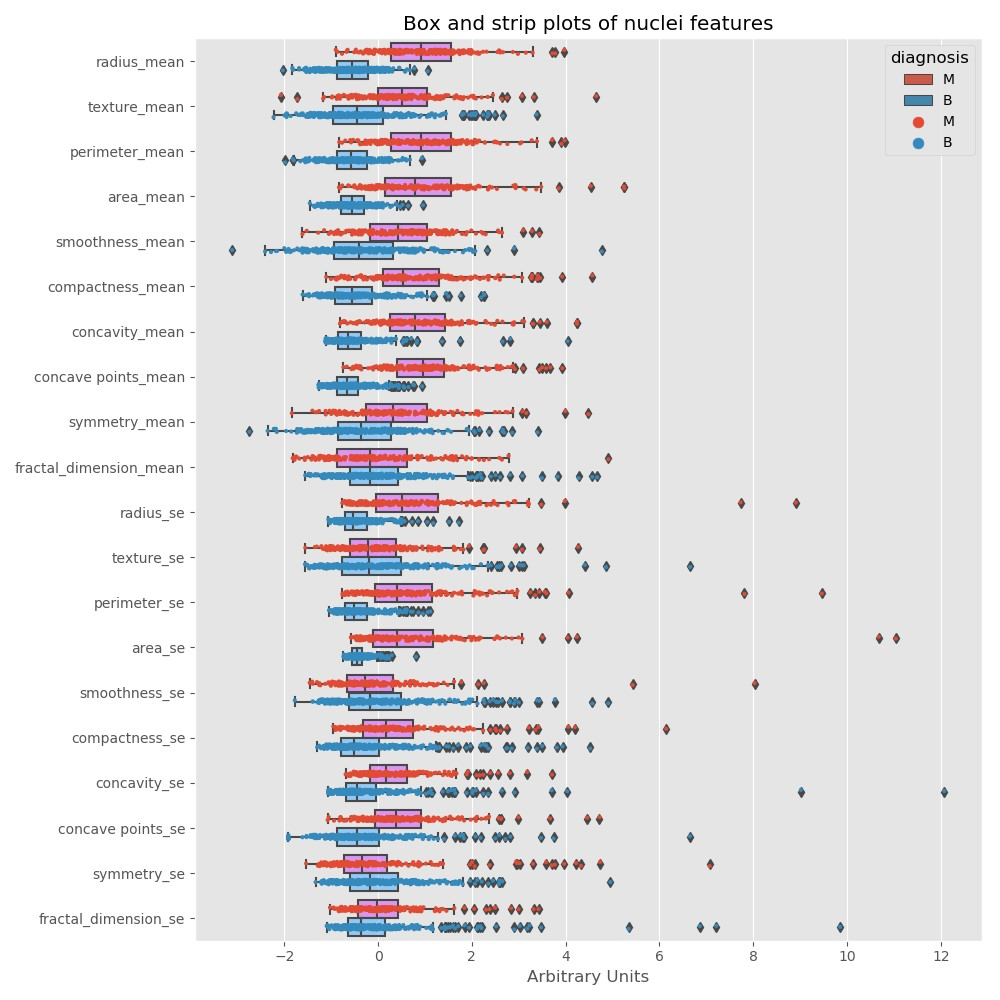 Box and strip plots of nuclei features
diagnosis
M
B
M
B
radius_mean
texture_mean
perimeter_mean
area_mean
smoothness_mean
compactness_mean
concavity_mean
concave points_mean
symmetry_mean
fractal_dimension_mean
radius_se
texture_se
perimeter_se
area_se
smoothness_se
compactness_se
concavity_se
concave points_se
symmetry_se
fractal_dimension_se
−2 0 2 4 6 8 10 12
Arbitrary Units